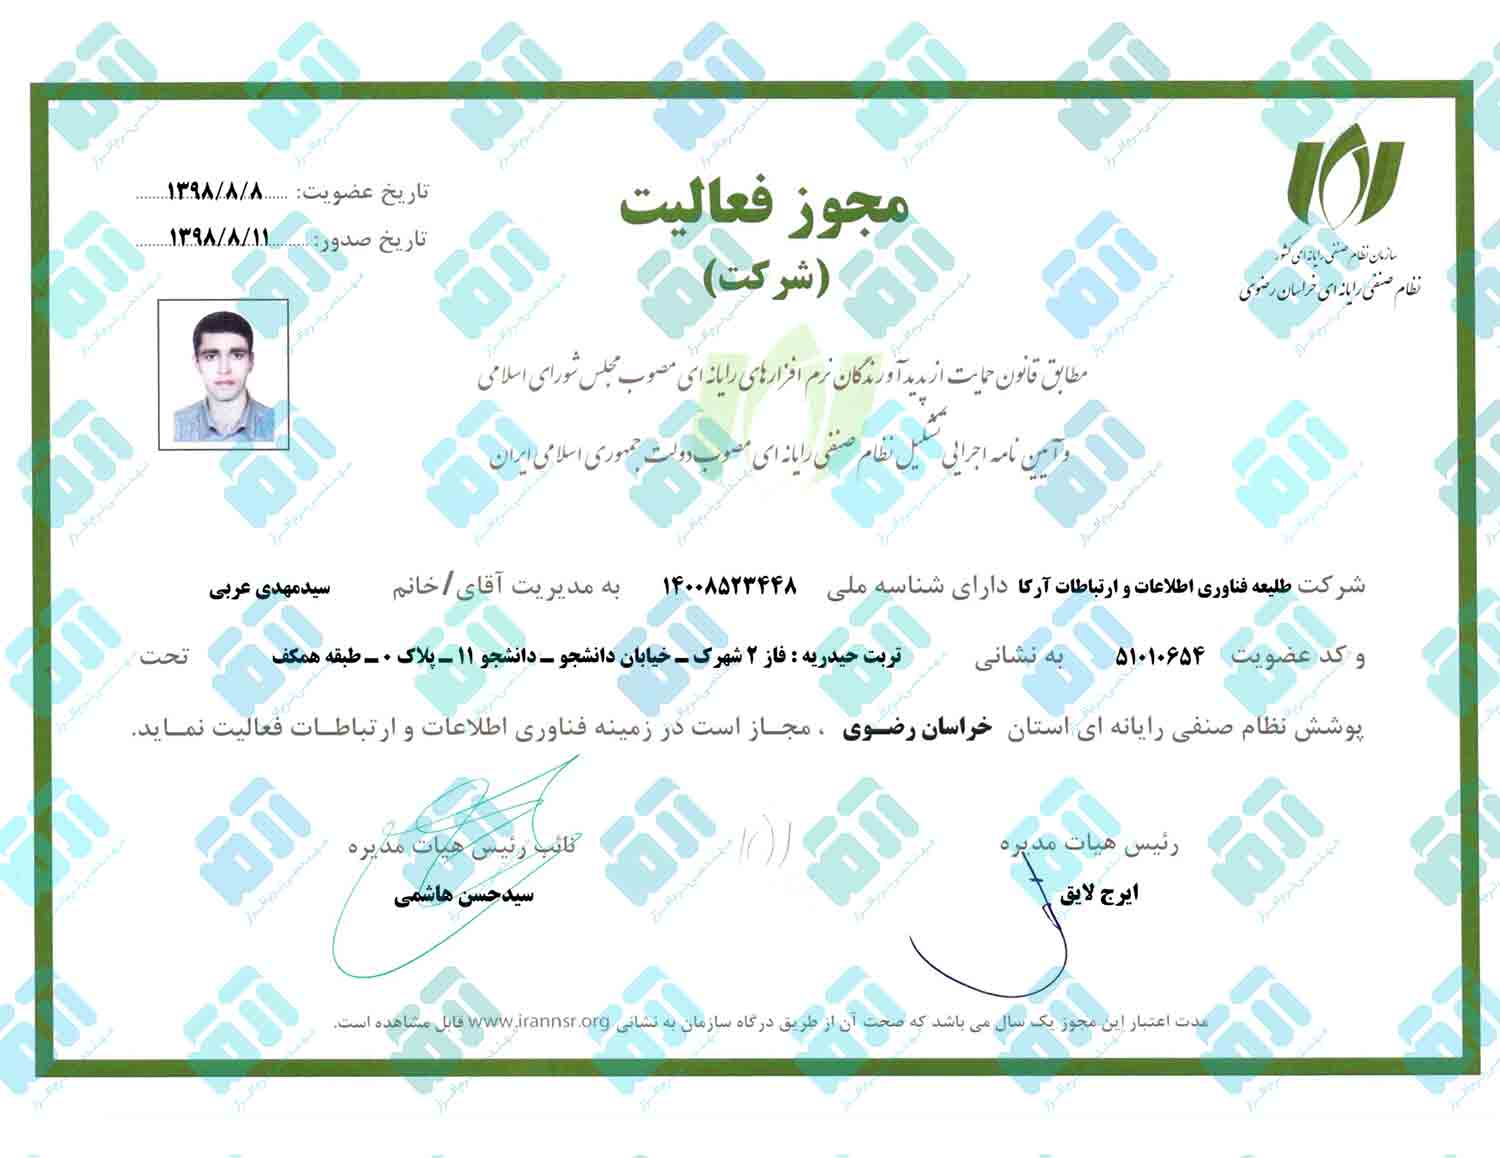 سازمان نظام صنفی رایانه ای کشور
نظام صنفی رایانه ای خراسان رضوی
مجوز فعالیت
(شرکت)
تاریخ عضویت: ۱۳۹۸/۸/۸
تاریخ صدور: ۱۳۹۸/۸/۱۱
مطابق قانون حمایت از پدید آورندگان نرم افزارهای رایانه ای مصوب مجلس شورای اسلامی
و آیین نامه اجرایی تشکیل نظام صنفی رایانه ای مصوب دولت جمهوری اسلامی ایران
شرکت طلیعه فناوری اطلاعات و ارتباطات آرکا دارای شناسه ملی ۱۴۰۰۸۵۲۳۴۴۸ به مدیریت آقای/خانم سیدمهدی عربی
و کد عضویت ۵۱۰۱۰۶۵۴ به نشانی تربت حیدریه : فاز ۲ شهرک ـ خیابان دانشجو ـ دانشجو ۱۱ ـ پلاک ۰ ـ طبقه همکف تحت
پوشش نظام صنفی رایانه ای استان خراسان رضـوی ، مجـاز است در زمینه فناوری اطلاعات و ارتباطـات فعالیت نمـاید.
رئیس هیات مدیره
ایرج لایق
نائب رئیس هیات مدیره
سیدحسن هاشمی
مدت اعتبار این مجوز یک سال می باشد که صحت آن از طریق درگاه سازمان به نشانی www.irannsr.org قابل مشاهده است.